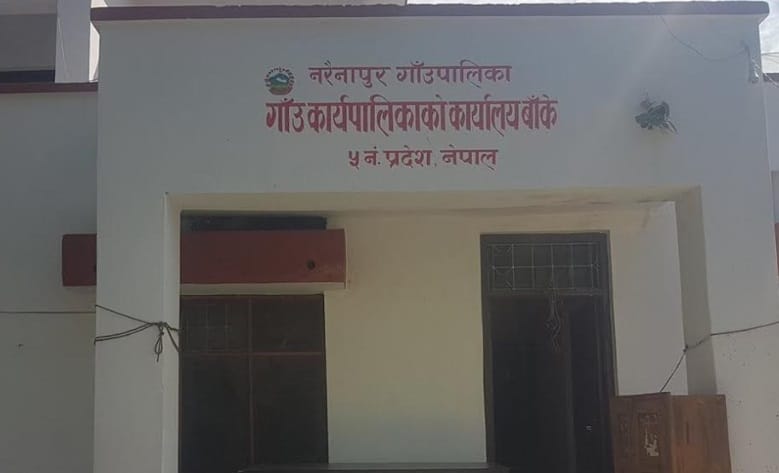 नरैनापुर गाँउपालिका
गाँउ कार्यपालिकाको कार्यालय बाँके
५ नं. प्रदेश, नेपाल